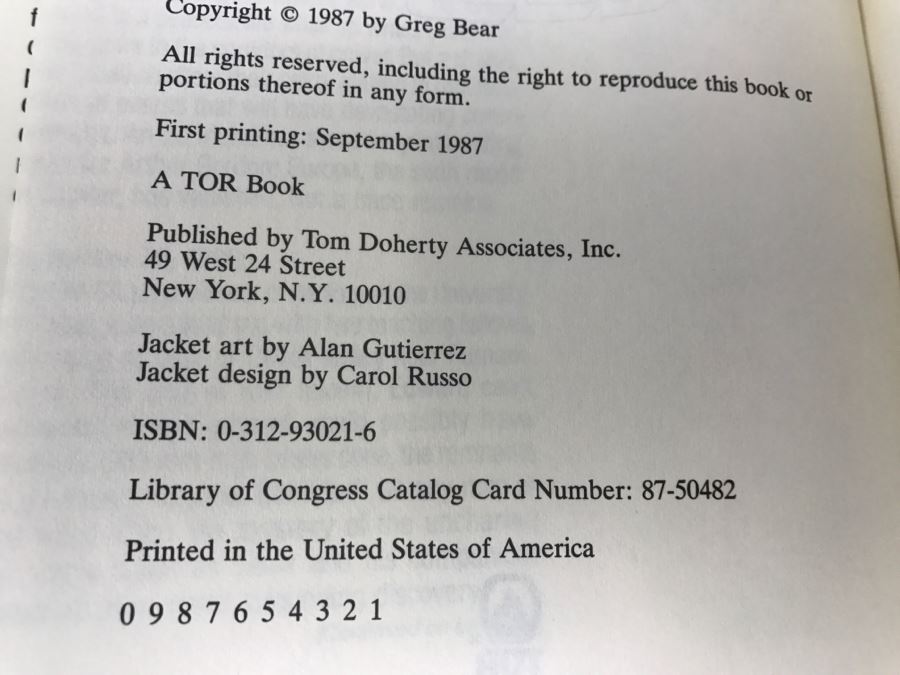 Copyright © 1987 by Greg Bear
All rights reserved, including the right to reproduce this book or
portions thereof in any form.
First printing: September 1987
A TOR Book
Published by Tom Doherty Associates, Inc.
49 West 24 Street
New York, N.Y. 10010
Jacket art by Alan Gutierrez
Jacket design by Carol Russo
ISBN: 0-312-93021-6
Library of Congress Catalog Card Number: 87-50482
Printed in the United States of America
0 9 8 7 6 5 4 3 2 1